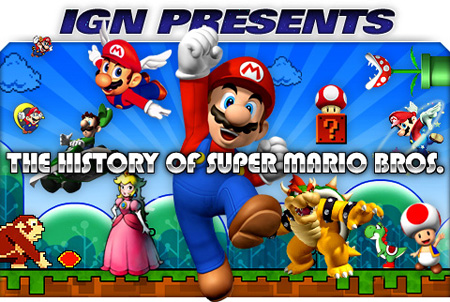 IGN PRESENTS
THE HISTORY OF SUPER MARIO BROS.